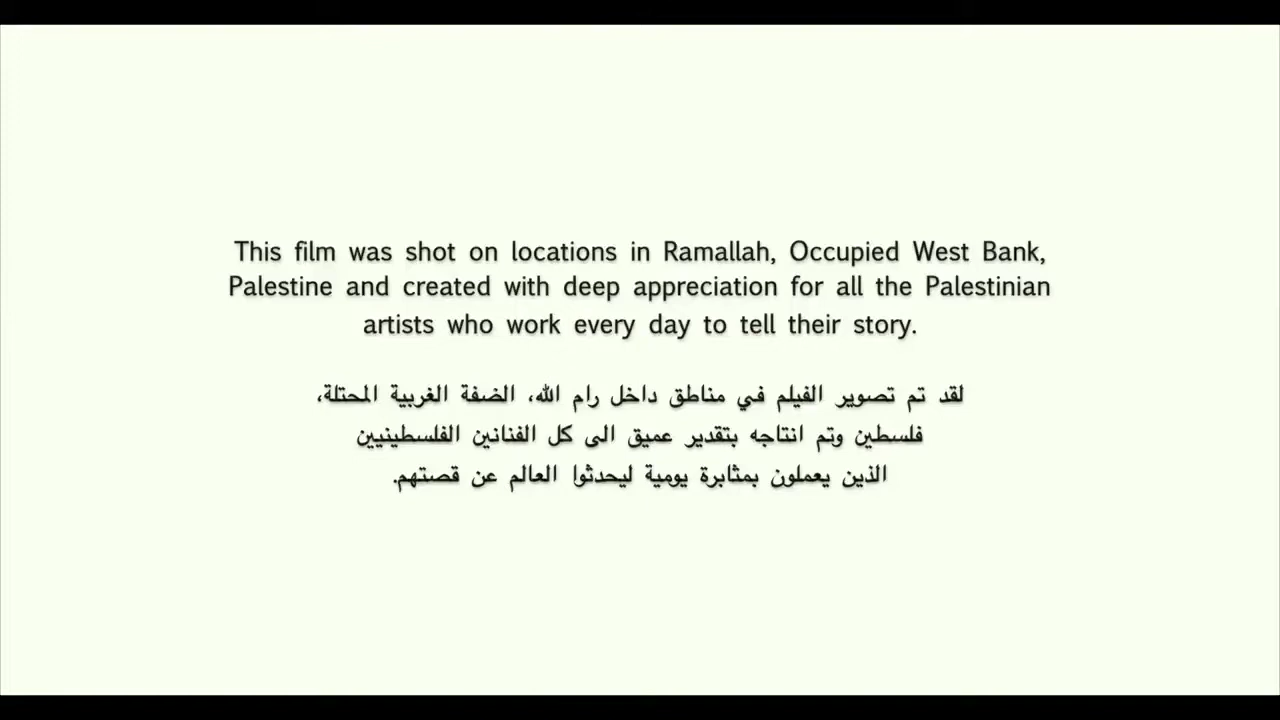 This film was shot on locations in Ramallah, Occupied West Bank,
Palestine and created with deep appreciation for all the Palestinian
artists who work every day to tell their story.
لقد تم تصوير الفيلم في مناطق داخل رام الله، الضفة الغربية المحتلة،
فلسطين وتم انتاجه بتقدير عميق الى كل الفنانين الفلسطينيين
الذين يعملون بمثابرة يومية ليحدثوا العالم عن قصتهم.